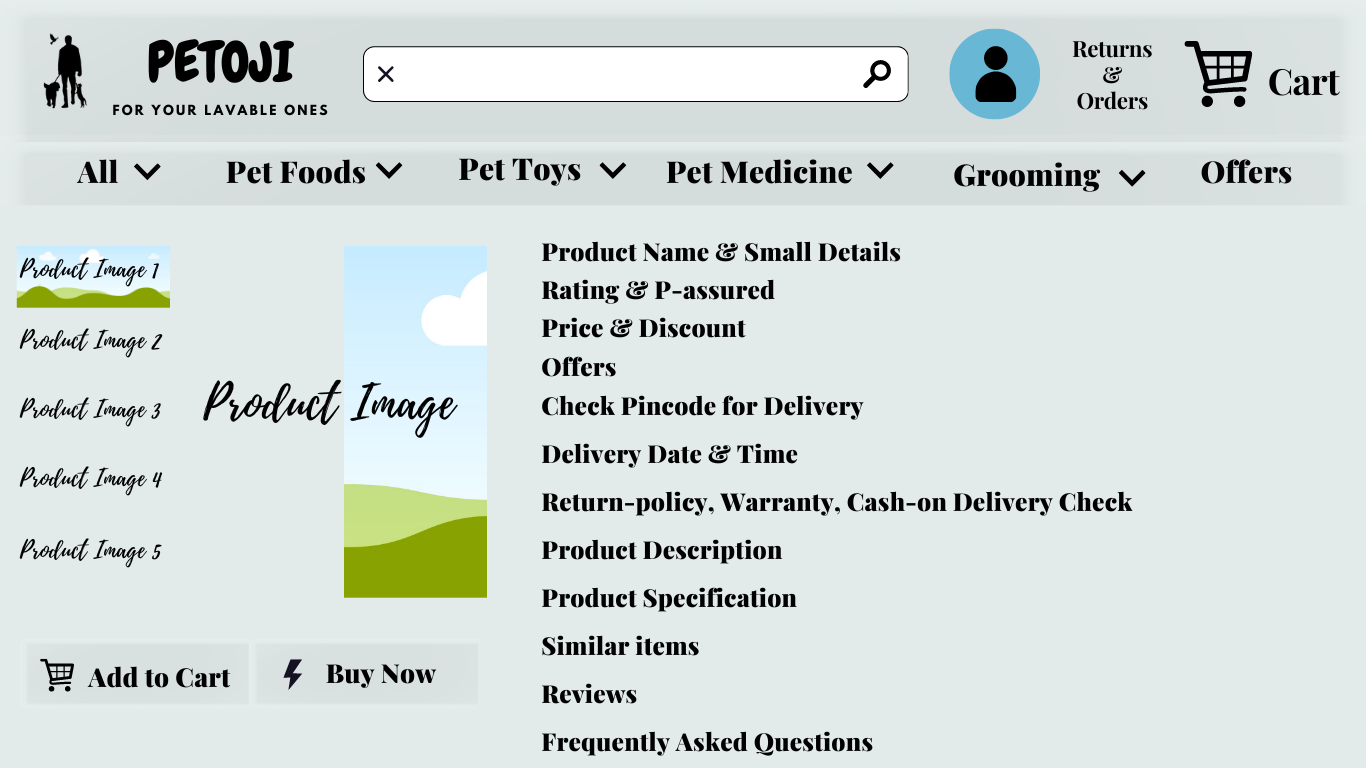 PETOJI
FOR YOUR LAVABLE ONES
Returns
&
Orders
Cart
All
Pet Foods
Pet Toys
Pet Medicine
Grooming
Offers
Product Image 1
Product Image 2
Product Image 3
Product Image 4
Product Image 5
Product Image
Add to Cart
Buy Now
Product Name & Small Details
Rating & P-assured
Price & Discount
Offers
Check Pincode for Delivery
Delivery Date & Time
Return-policy, Warranty, Cash-on Delivery Check
Product Description
Product Specification
Similar items
Reviews
Frequently Asked Questions